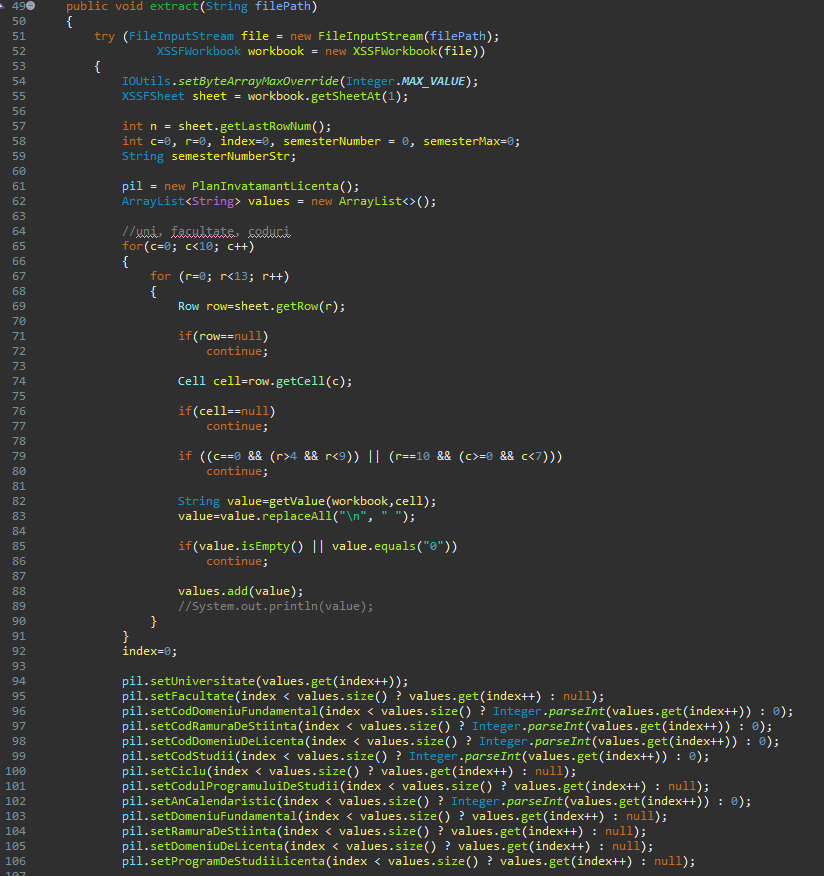 49 public void extract(String filePath)
50 {
51 try (FileInputStream file = new FileInputStream(filePath);
52 XSSFWorkbook workbook = new XSSFWorkbook(file))
53 {
54 IOUtils.setByteArrayMaxOverride(Integer.MAX_VALUE);
55 XSSFSheet sheet = workbook.getSheetAt(1);
56
57 int n = sheet.getLastRowNum();
58 int c=0, r=0, index=0, semesterNumber = 0, semesterMax=0;
59 String semesterNumberStr;
60
61 pil = new PlanInvatamantLicenta();
62 ArrayList<String> values = new ArrayList<>();
63
64 //uni, facultate, coduri
65 for(c=0; c<10; c++)
66 {
67 for (r=0; r<13; r++)
68 {
69 Row row=sheet.getRow(r);
70
71 if(row==null)
72 continue;
73
74 Cell cell=row.getCell(c);
75
76 if(cell==null)
77 continue;
78
79 if ((c==0 && (r>4 && r<9)) || (r==10 && (c>=0 && c<7)))
80 continue;
81
82 String value=getValue(workbook,cell);
83 value=value.replaceAll("\n", " ");
84
85 if(value.isEmpty() || value.equals("0"))
86 continue;
87
88 values.add(value);
89 //System.out.println(value);
90 }
91 }
92 index=0;
93
94 pil.setUniversitate(values.get(index++));
95 pil.setFacultate(index < values.size() ? values.get(index++) : null);
96 pil.setCodDomeniuFundamental(index < values.size() ? Integer.parseInt(values.get(index++)) : 0);
97 pil.setCodRamuraDeStiinta(index < values.size() ? Integer.parseInt(values.get(index++)) : 0);
98 pil.setCodDomeniuDeLicenta(index < values.size() ? Integer.parseInt(values.get(index++)) : 0);
99 pil.setCodStudii(index < values.size() ? Integer.parseInt(values.get(index++)) : 0);
100 pil.setCiclu(index < values.size() ? values.get(index++) : null);
101 pil.setCodulProgramuluiDeStudii(index < values.size() ? values.get(index++) : null);
102 pil.setAnCalendaristic(index < values.size() ? Integer.parseInt(values.get(index++)) : 0);
103 pil.setDomeniuFundamental(index < values.size() ? values.get(index++) : null);
104 pil.setRamuraDeStiinta(index < values.size() ? values.get(index++) : null);
105 pil.setDomeniuDeLicenta(index < values.size() ? values.get(index++) : null);
106 pil.setProgramDeStudiiLicenta(index < values.size() ? values.get(index++) : null);
107